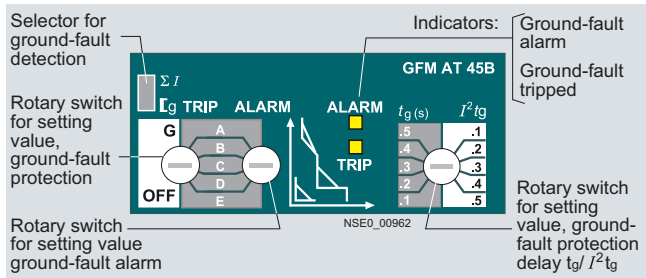 Selector for
ground-fault
detection
Indicators:
Ground-fault
alarm
Ground-fault
tripped
GFM AT 45B
Σ I
g
TRIP
ALARM
Rotary switch
for setting
value,
ground-fault
protection
G
OFF
A
B
C
D
E
ALARM
TRIP
tg (s)
I²tg
.5
.4
.3
.2
.1
.1
.2
.3
.4
.5
NSE0_00962
Rotary switch
for setting value
ground-fault alarm
Rotary switch
for setting
value, ground-
fault protection
delay tg/ I²tg